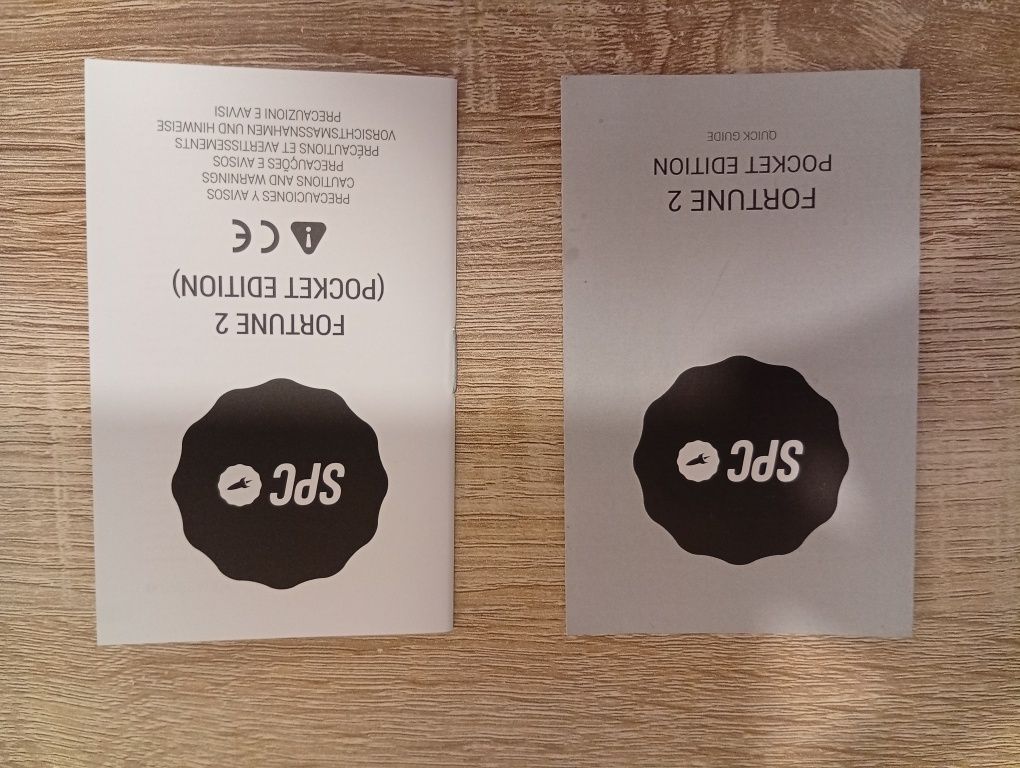 SPC
FORTUNE 2
POCKET EDITION
QUICK GUIDE
SPC
FORTUNE 2
(POCKET EDITION)
CE
PRECAUCIONES Y AVISOS
CAUTIONS AND WARNINGS
PRECAUÇÕES E AVISOS
PRÉCAUTIONS ET AVERTISSEMENTS
VORSICHTSMASSNAHMEN UND HINWEISE
PRECAUZIONI E AVVISI